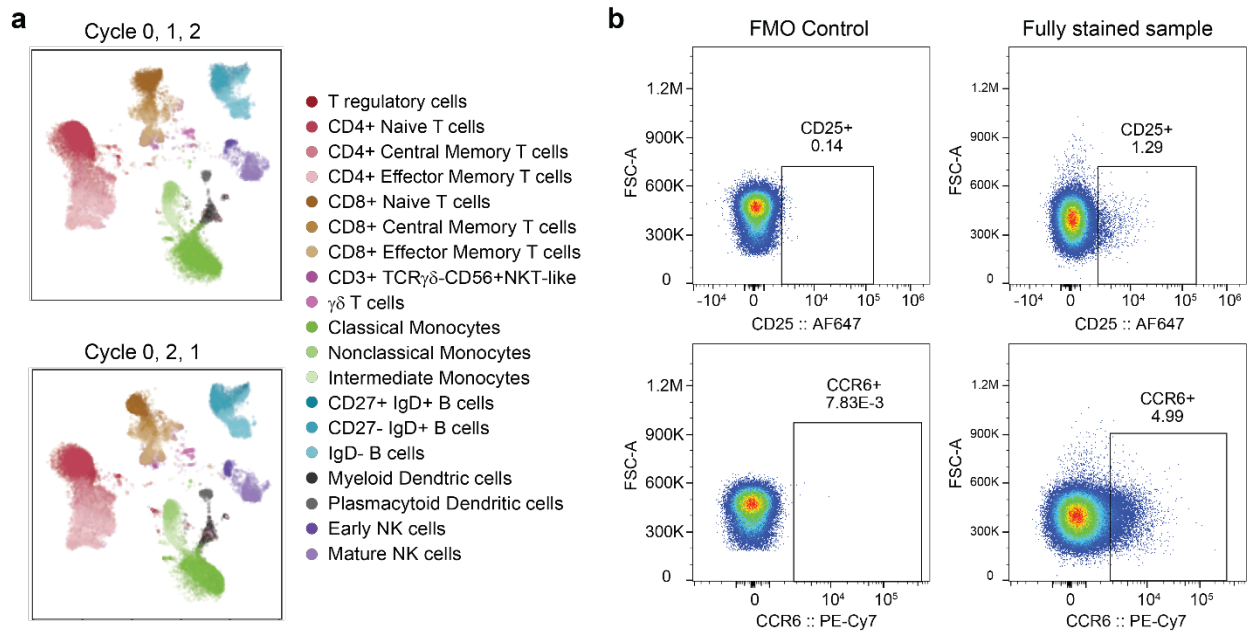 a
Cycle 0, 1, 2
Cycle 0, 2, 1
T regulatory cells
CD4+ Naive T cells
CD4+ Central Memory T cells
CD4+ Effector Memory T cells
CD8+ Naive T cells
CD8+ Central Memory T cells
CD8+ Effector Memory T cells
CD3+ TCRγδ-CD56+NKT-like
γδ T cells
Classical Monocytes
Nonclassical Monocytes
Intermediate Monocytes
CD27+ IgD+ B cells
CD27- IgD+ B cells
IgD- B cells
Myeloid Dendtric cells
Plasmacytoid Dendritic cells
Early NK cells
Mature NK cells
b
FMO Control
Fully stained sample
FSC-A
1.2M
900K
600K
300K
0
CD25+
0.14
-10⁴ 0 10⁴ 10⁵ 10⁶
CD25 :: AF647
FSC-A
1.2M
900K
600K
300K
0
CD25+
1.29
-10⁴ 0 10⁴ 10⁵ 10⁶
CD25 :: AF647
FSC-A
1.2M
900K
600K
300K
0
CCR6+
7.83E-3
0 10⁴ 10⁵
CCR6 :: PE-Cy7
FSC-A
1.2M
900K
600K
300K
0
CCR6+
4.99
0 10⁴ 10⁵
CCR6 :: PE-Cy7